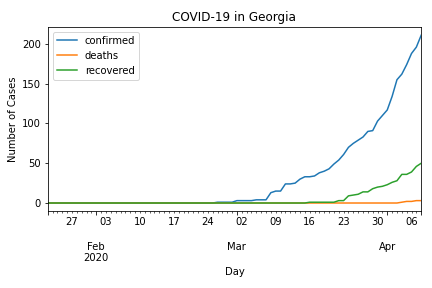 COVID-19 in Georgia
confirmed
deaths
recovered
Number of Cases
200
150
100
50
0
27 03 10 17 24 02 09 16 23 30 06
Feb Mar Apr
2020
Day